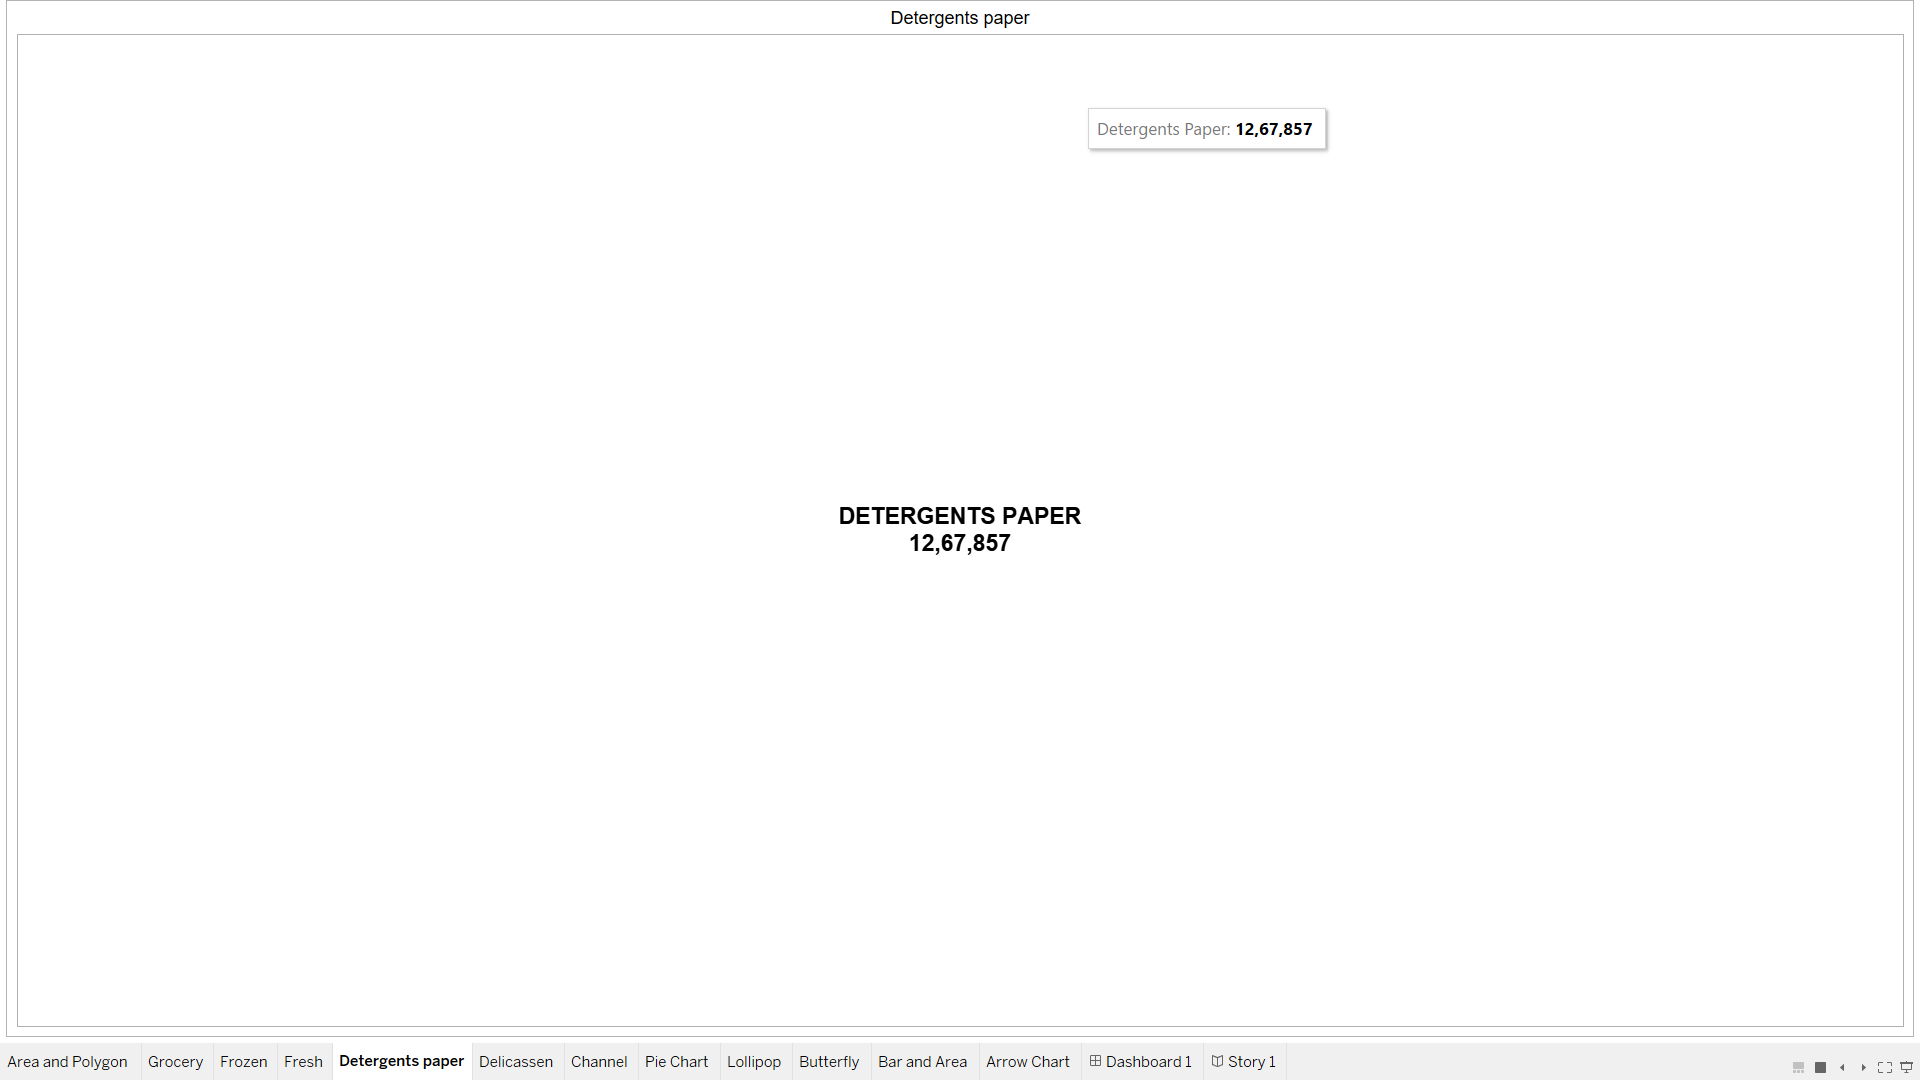 Detergents paper
Detergents Paper: 12,67,857
DETERGENTS PAPER
12,67,857
Area and Polygon Grocery Frozen Fresh Detergents paper Delicassen Channel Pie Chart Lollipop Butterfly Bar and Area Arrow Chart Dashboard 1 Story 1